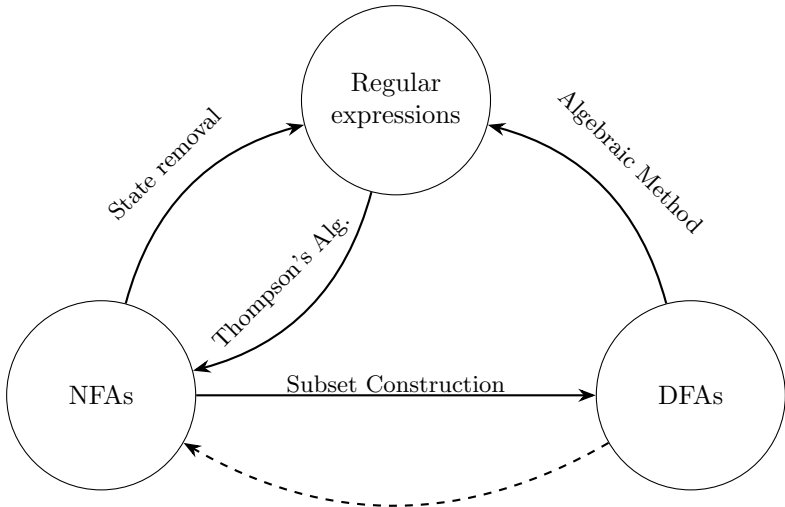 Regular
expressions
State removal
Algebraic Method
Thompson's Alg.
NFAs
Subset Construction
DFAs